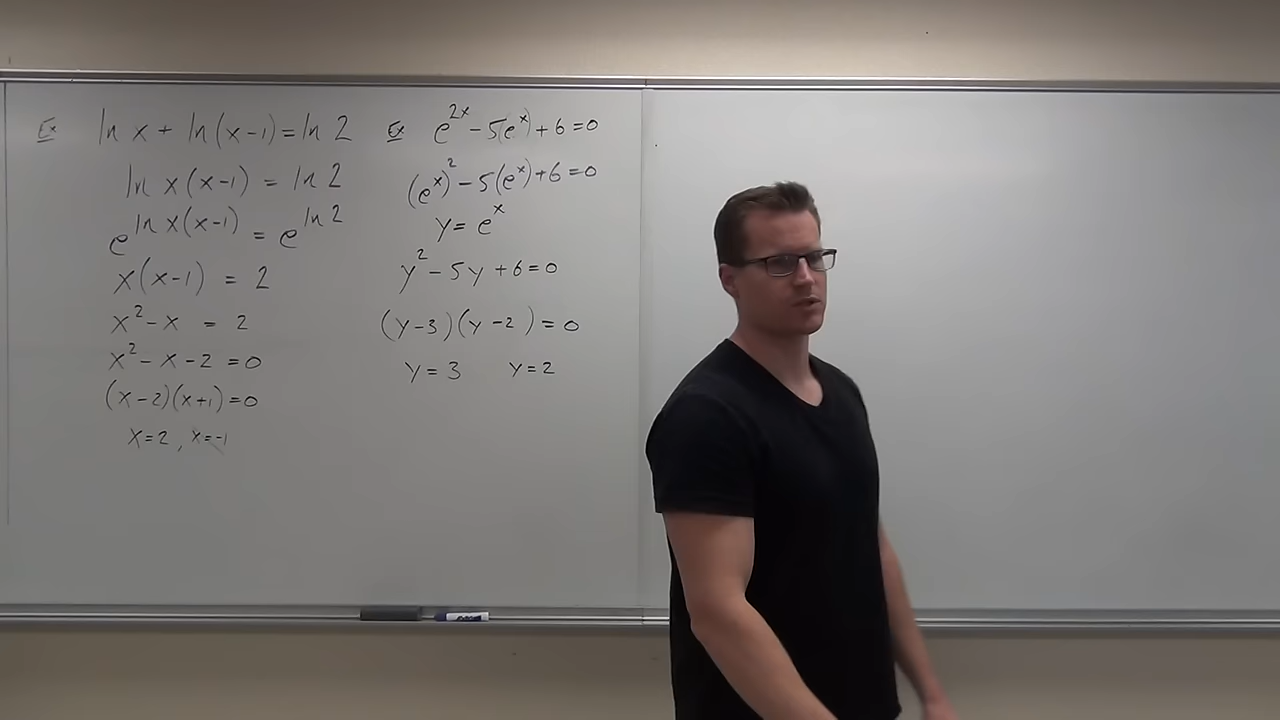 Ex ln x + ln(x-1) = ln 2
ln x(x-1) = ln 2
e^{ln x(x-1)} = e^{ln 2}
x(x-1) = 2
x² - x = 2
x² - x - 2 = 0
(x-2)(x+1) = 0
x=2, x=-1
Ex e^{2x} - 5(e^x) + 6 = 0
(e^x)² - 5(e^x) + 6 = 0
y = e^x
y² - 5y + 6 = 0
(y-3)(y-2) = 0
y = 3 y = 2